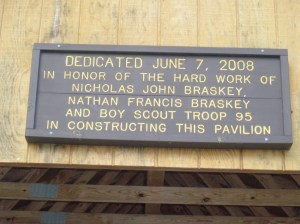 DEDICATED JUNE 7, 2008
IN HONOR OF THE HARD WORK OF
NICHOLAS JOHN BRASKEY,
NATHAN FRANCIS BRASKEY
AND BOY SCOUT TROOP 95
IN CONSTRUCTING THIS PAVILION